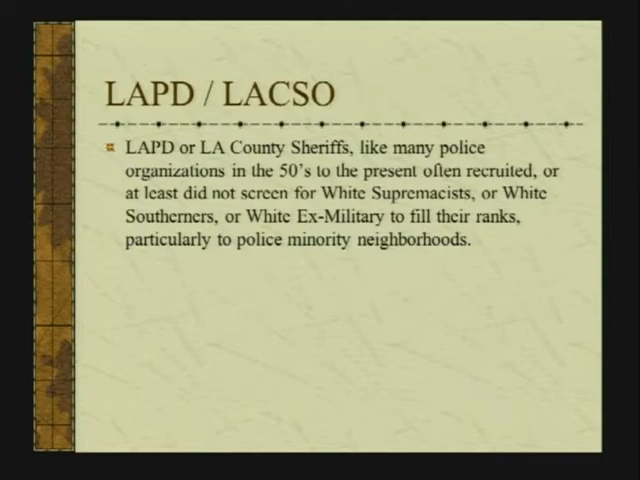 LAPD / LACSO
LAPD or LA County Sheriffs, like many police
organizations in the 50's to the present often recruited, or
at least did not screen for White Supremacists, or White
Southerners, or White Ex-Military to fill their ranks,
particularly to police minority neighborhoods.